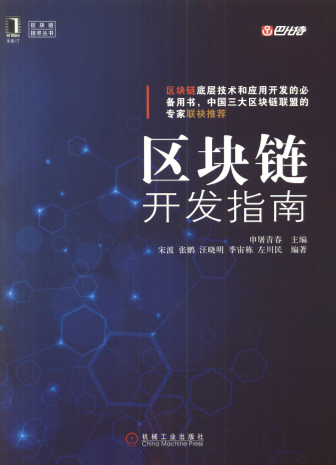 华章IT
区块链
技术丛书
巴比特
区块链底层技术和应用开发的必
备用书，中国三大区块链联盟的
专家联袂推荐
区块链
开发指南
申屠青春 主编
宋波 张鹏 汪晓明 季宙栋 左川民 编著
机械工业出版社
China Machine Press